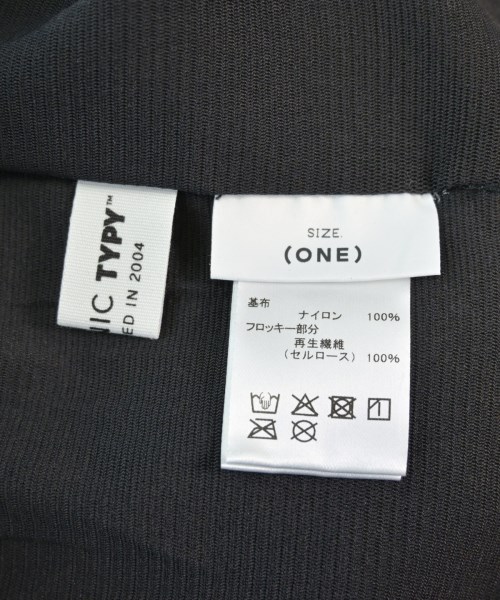 NIC TYPY™
ED IN 2004
SIZE.
(ONE)
基布
ナイロン 100%
フロッキー部分
再生繊維
(セルロース) 100%